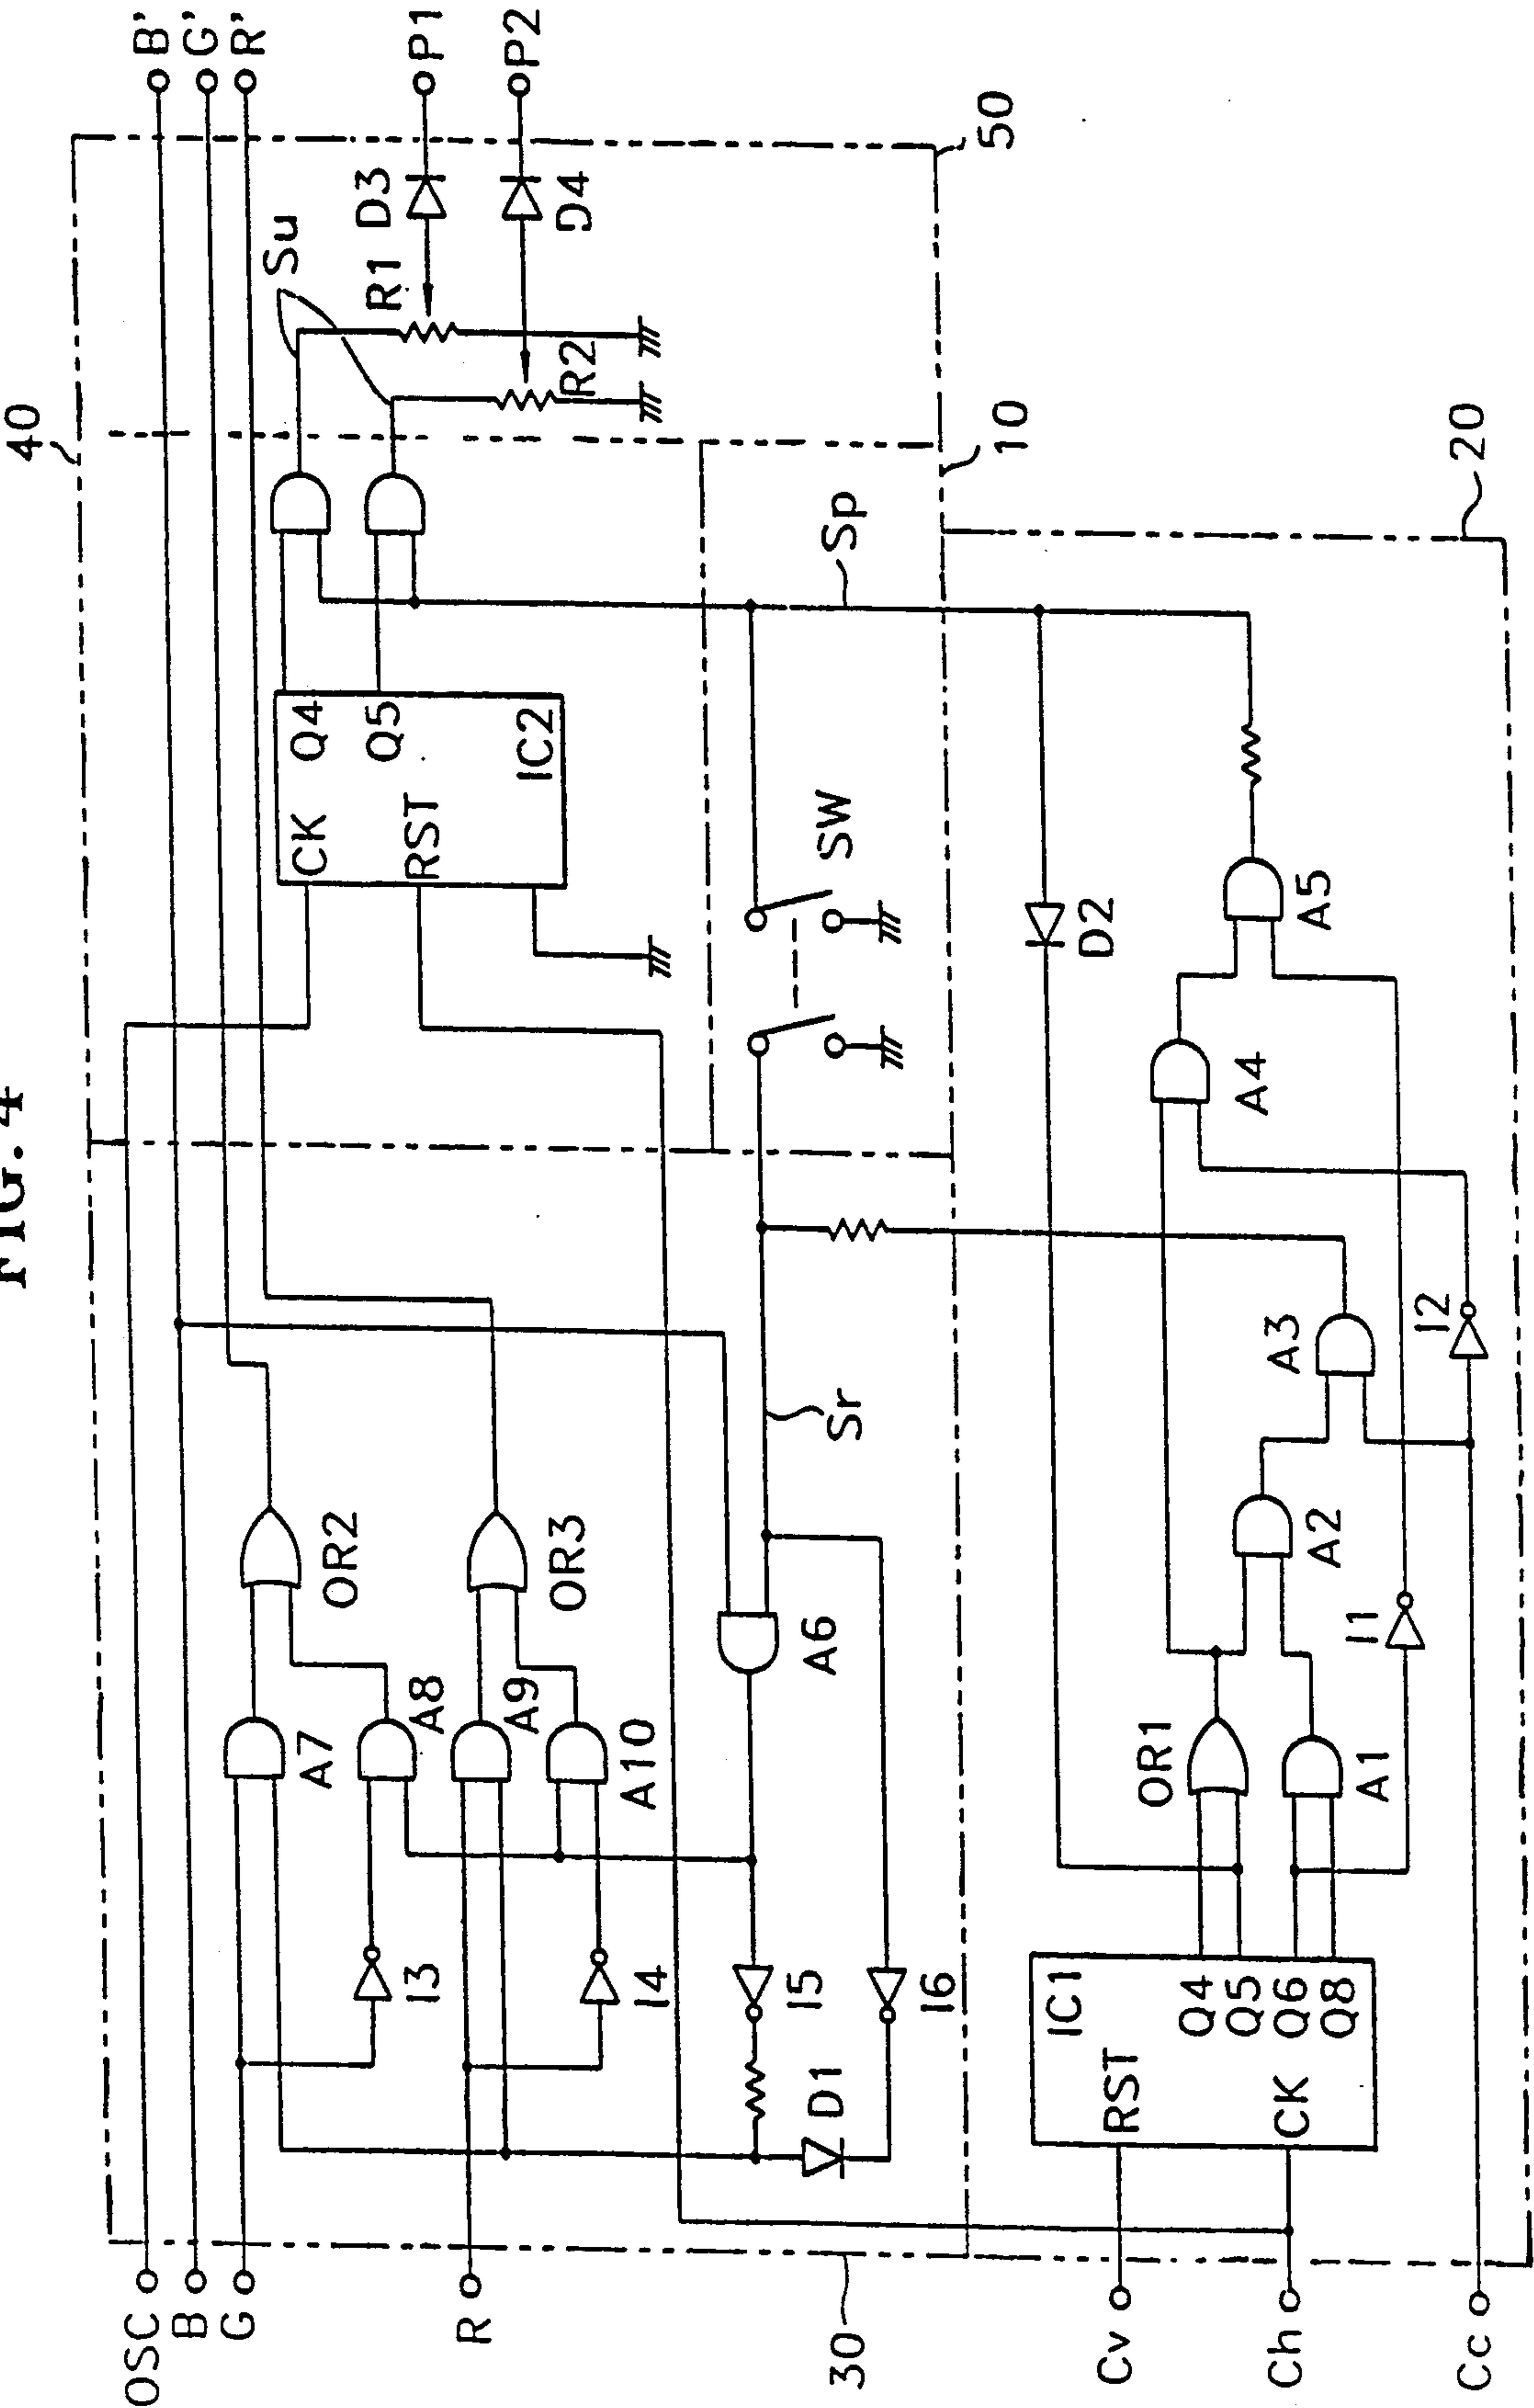 FIG. 4
40
OSC
B
G
R
B'
G'
R'
P1
P2
Su
D3
R1
D4
R2
50
CK
Q4
Q5
RST
IC2
10
Sp
SW
OR2
OR3
A7
A8
A9
A10
A6
I3
I4
I5
I6
D1
Sr
30
D2
20
IC1
RST
Q4
Q5
Q6
Q8
CK
OR1
A1
A2
A3
A4
A5
I1
I2
Cv
Ch
Cc